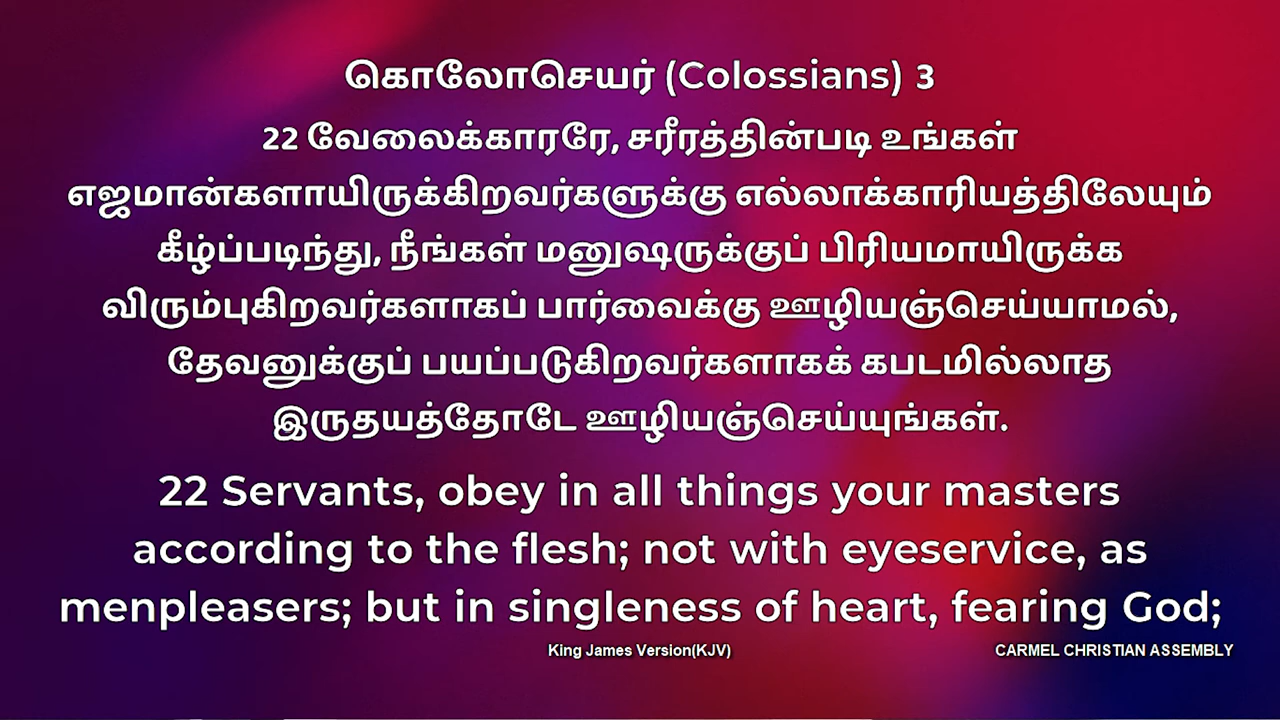 கொலோசெயர் (Colossians) 3
22 வேலைக்காரரே, சரீரத்தின்படி உங்கள்
எஜமான்களாயிருக்கிறவர்களுக்கு எல்லாக்காரியத்திலேயும்
கீழ்ப்படிந்து, நீங்கள் மனுஷருக்குப் பிரியமாயிருக்க
விரும்புகிறவர்களாகப் பார்வைக்கு ஊழியஞ்செய்யாமல்,
தேவனுக்குப் பயப்படுகிறவர்களாகக் கபடமில்லாத
இருதயத்தோடே ஊழியஞ்செய்யுங்கள்.
22 Servants, obey in all things your masters
according to the flesh; not with eyeservice, as
menpleasers; but in singleness of heart, fearing God;
King James Version(KJV)
CARMEL CHRISTIAN ASSEMBLY